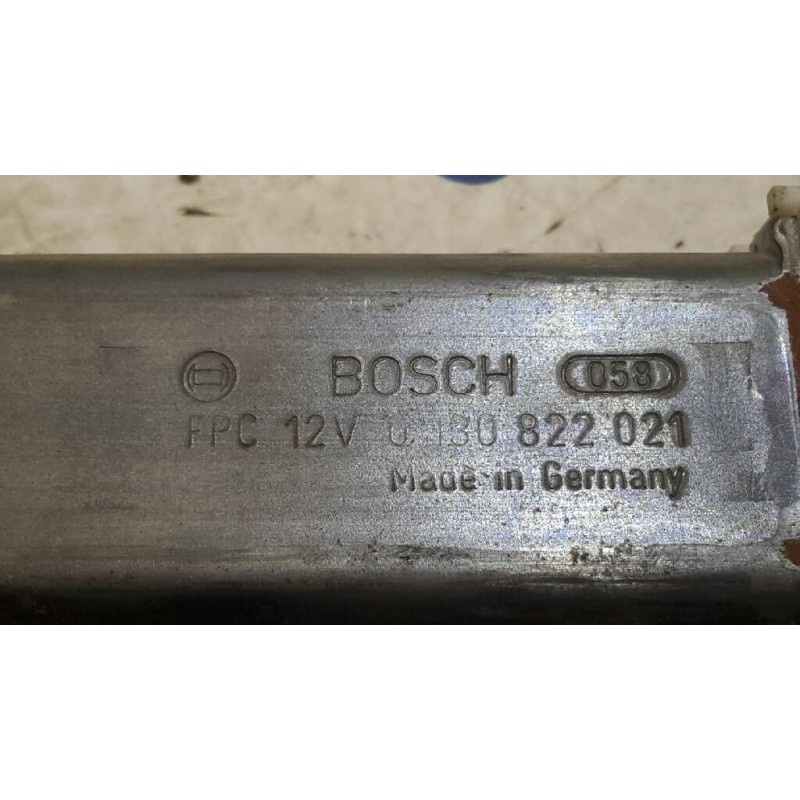 BOSCH 058
FPC 12V 0 130 822 021
Made in Germany